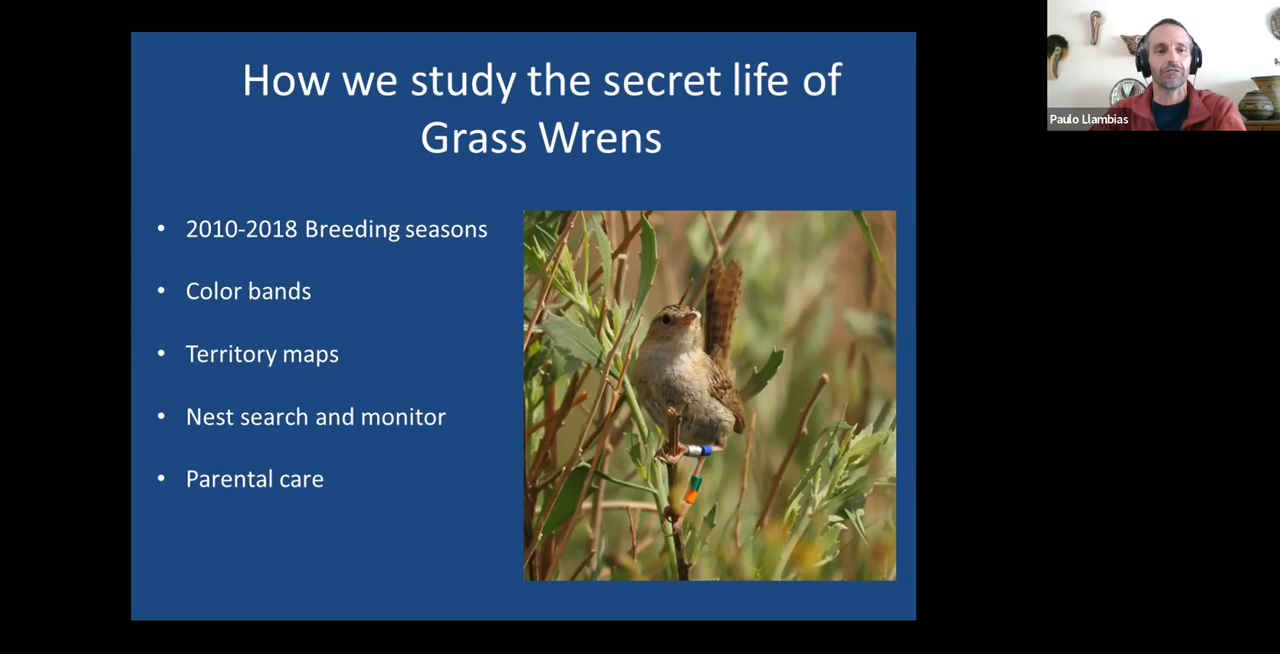 How we study the secret life of
Grass Wrens
• 2010-2018 Breeding seasons
• Color bands
• Territory maps
• Nest search and monitor
• Parental care
Paulo Llambias